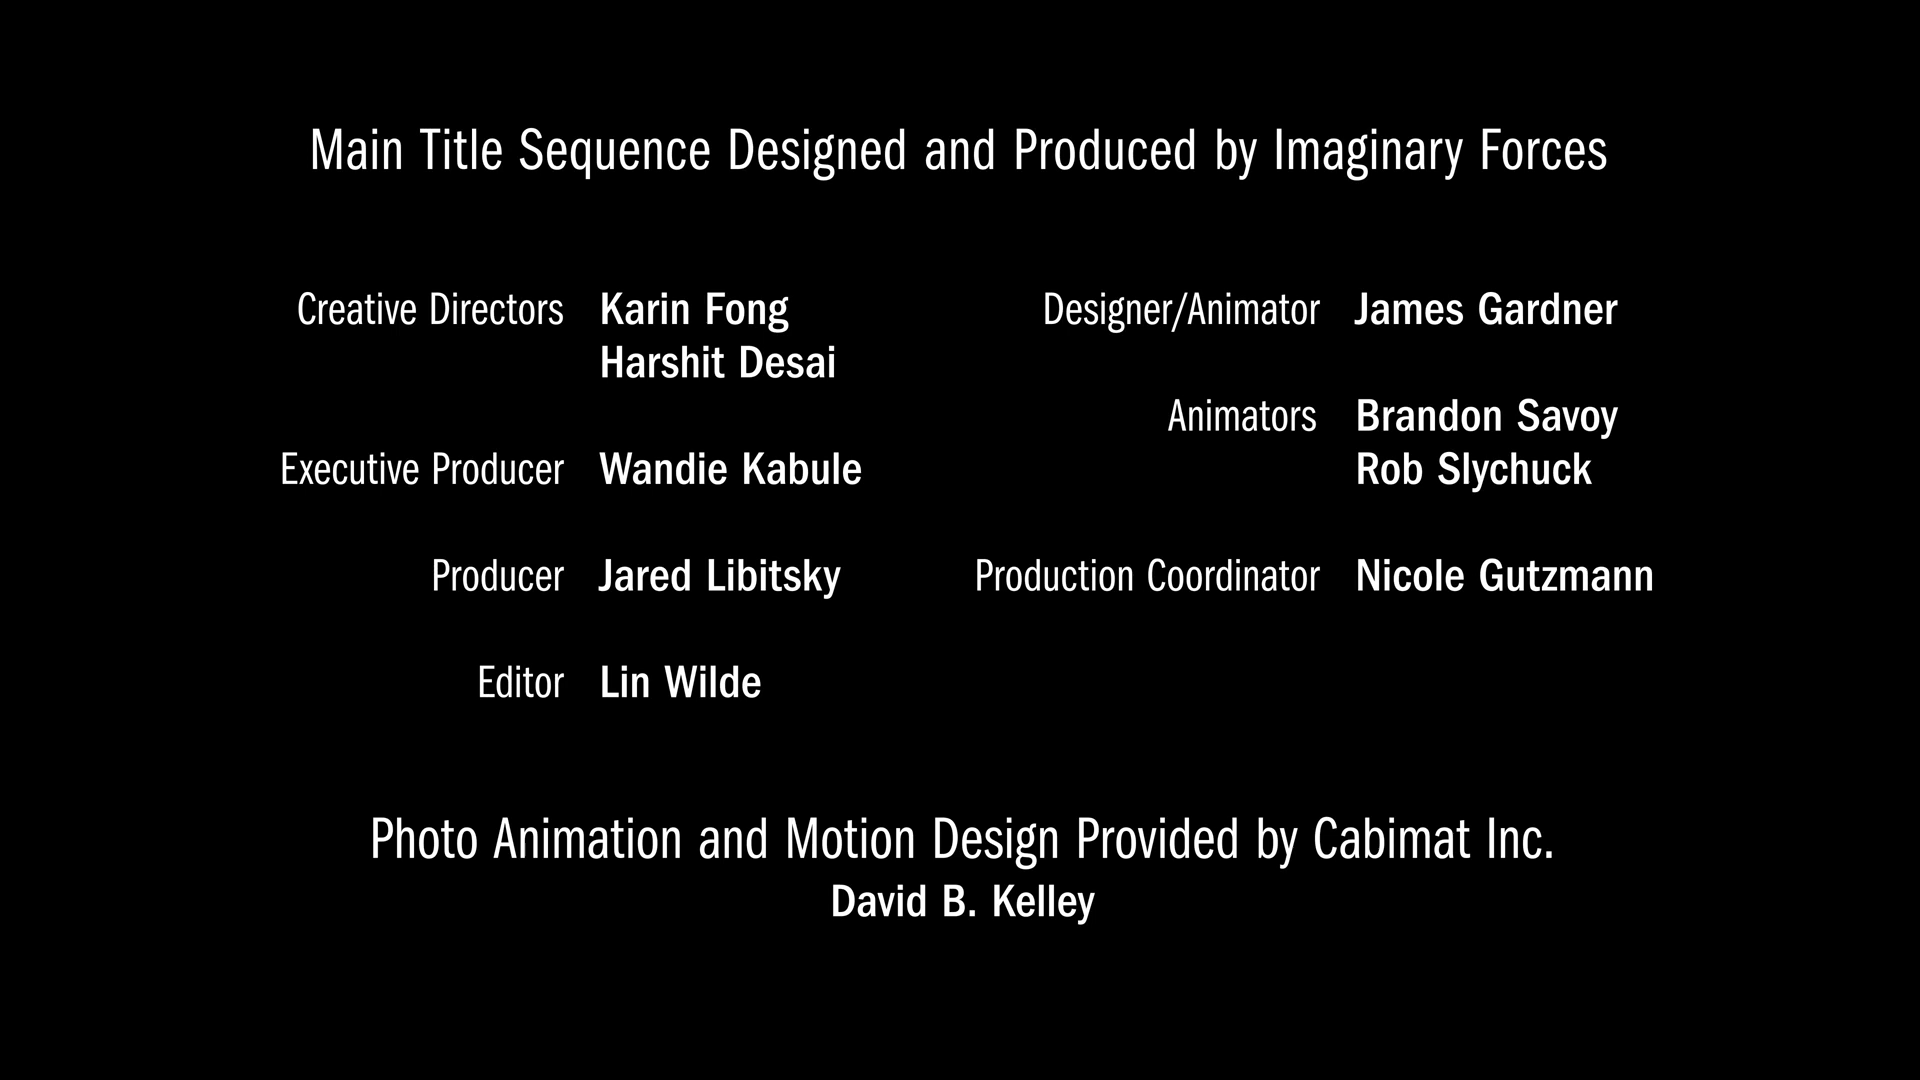 Main Title Sequence Designed and Produced by Imaginary Forces
Creative Directors Karin Fong
Harshit Desai
Executive Producer Wandie Kabule
Producer Jared Libitsky
Editor Lin Wilde
Designer/Animator James Gardner
Animators Brandon Savoy
Rob Slychuck
Production Coordinator Nicole Gutzmann
Photo Animation and Motion Design Provided by Cabimat Inc.
David B. Kelley